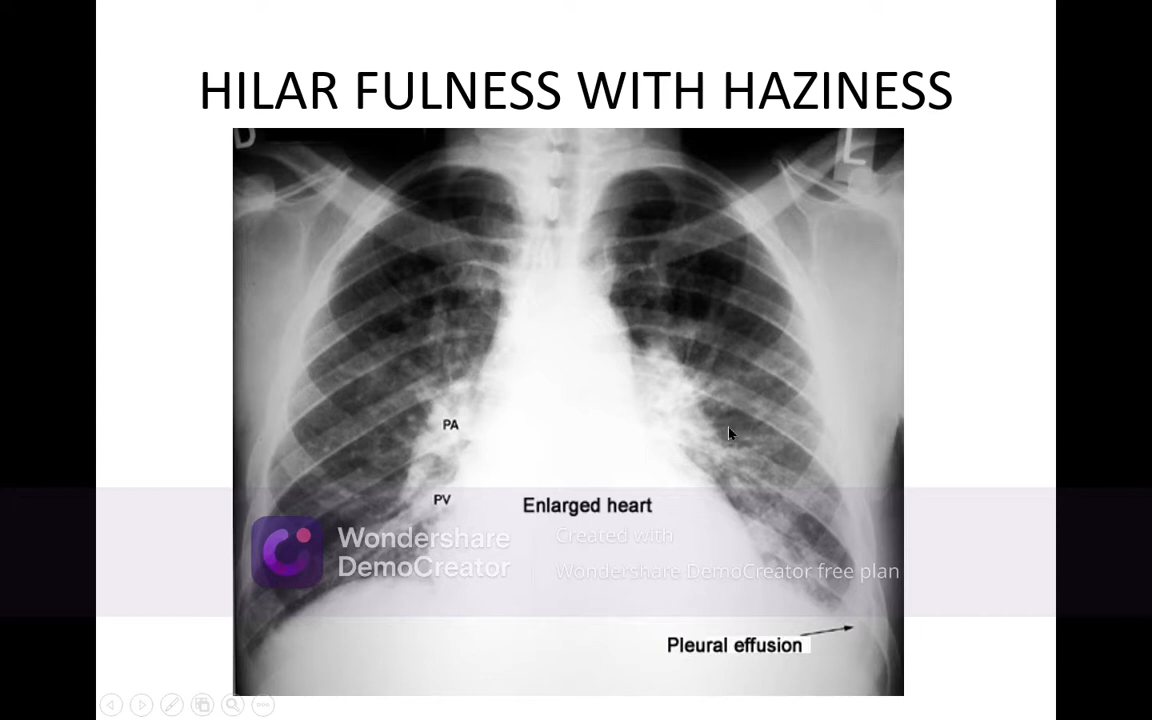 HILAR FULNESS WITH HAZINESS
D
L
PA
PV
Enlarged heart
Wondershare
DemoCreator
Created with
Wondershare DemoCreator free plan
Pleural effusion